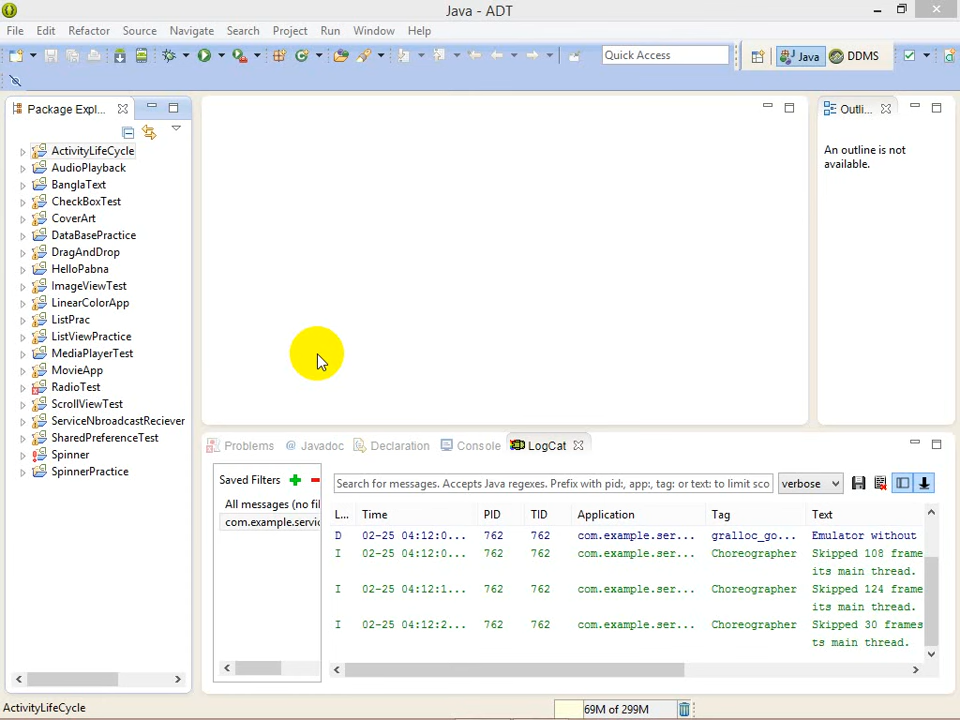 Java - ADT
File Edit Refactor Source Navigate Search Project Run Window Help
Quick Access
Java
DDMS
Package Expl...
ActivityLifeCycle
AudioPlayback
BanglaText
CheckBoxTest
CoverArt
DataBasePractice
DragAndDrop
HelloPabna
ImageViewTest
LinearColorApp
ListPrac
ListViewPractice
MediaPlayerTest
MovieApp
RadioTest
ScrollViewTest
ServiceNbroadcastReciever
SharedPreferenceTest
Spinner
SpinnerPractice
Outli...
An outline is not
available.
Problems @ Javadoc Declaration Console LogCat
Saved Filters
All messages (no fil
com.example.servic
Search for messages. Accepts Java regexes. Prefix with pid:, app:, tag: or text: to limit sco
verbose
L... Time PID TID Application Tag Text
D 02-25 04:12:0... 762 762 com.example.ser... gralloc_go... Emulator without
I 02-25 04:12:0... 762 762 com.example.ser... Choreographer Skipped 108 frame
its main thread.
I 02-25 04:12:1... 762 762 com.example.ser... Choreographer Skipped 124 frame
its main thread.
I 02-25 04:12:2... 762 762 com.example.ser... Choreographer Skipped 30 frames
ts main thread.
ActivityLifeCycle
69M of 299M